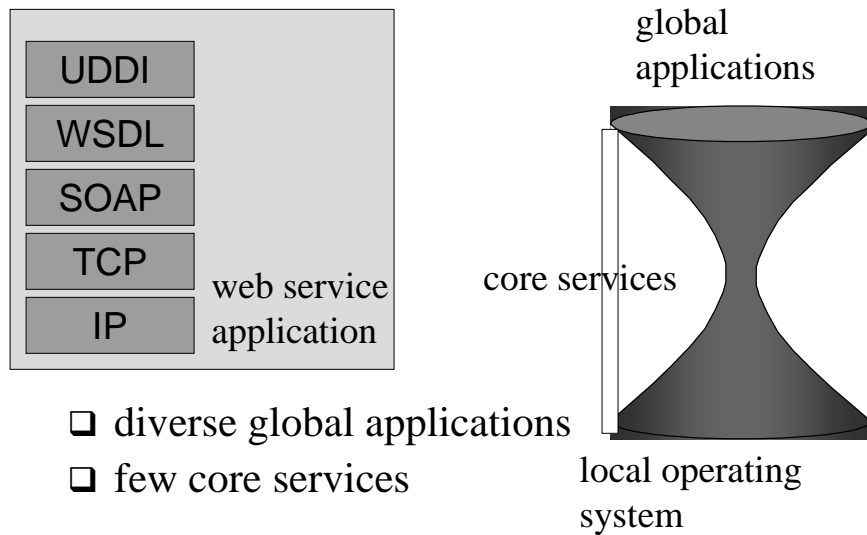 UDDI
WSDL
SOAP
TCP
IP
web service
application
global
applications
core services
local operating
system
❑ diverse global applications
❑ few core services